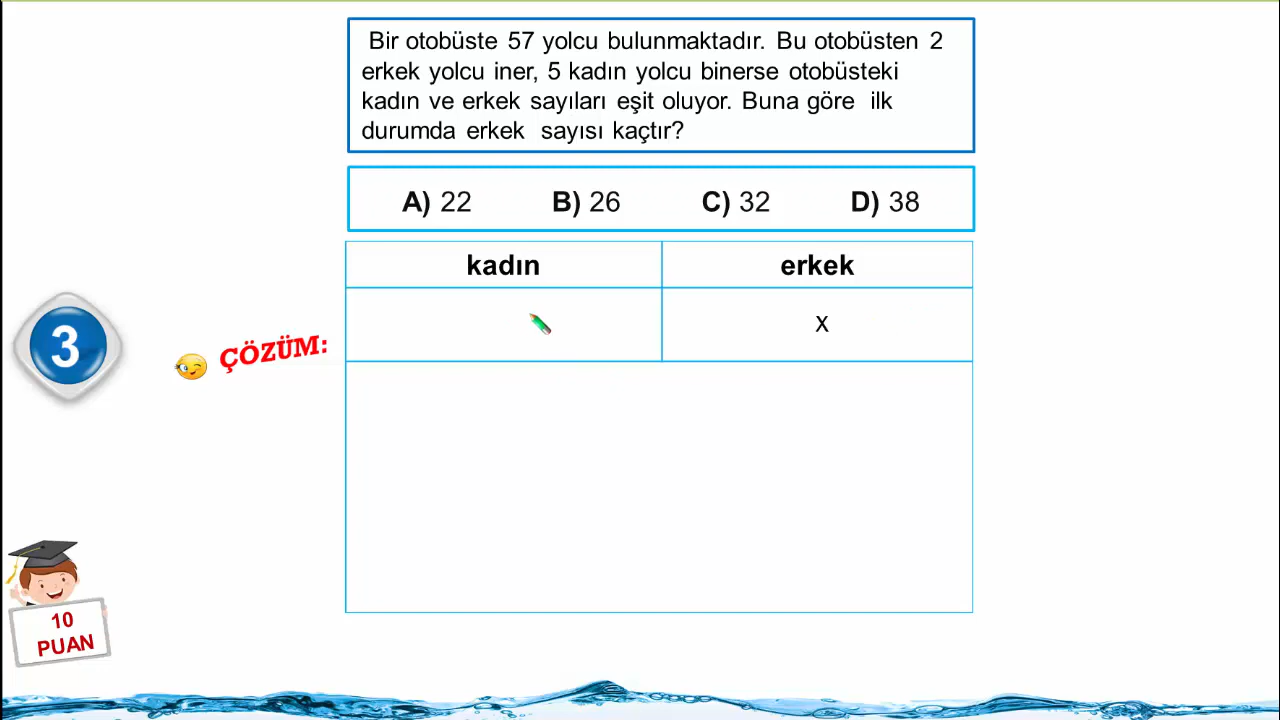 Bir otobüste 57 yolcu bulunmaktadır. Bu otobüsten 2
erkek yolcu iner, 5 kadın yolcu binerse otobüsteki
kadın ve erkek sayıları eşit oluyor. Buna göre ilk
durumda erkek sayısı kaçtır?
A) 22 B) 26 C) 32 D) 38
kadın erkek
x
3
ÇÖZÜM:
10
PUAN